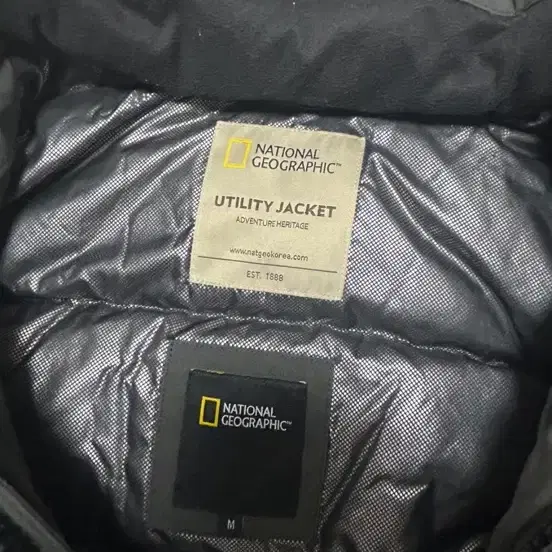 NATIONAL
GEOGRAPHIC™
UTILITY JACKET
ADVENTURE HERITAGE
www.natgeokorea.com
EST. 1888
NATIONAL
GEOGRAPHIC™
M